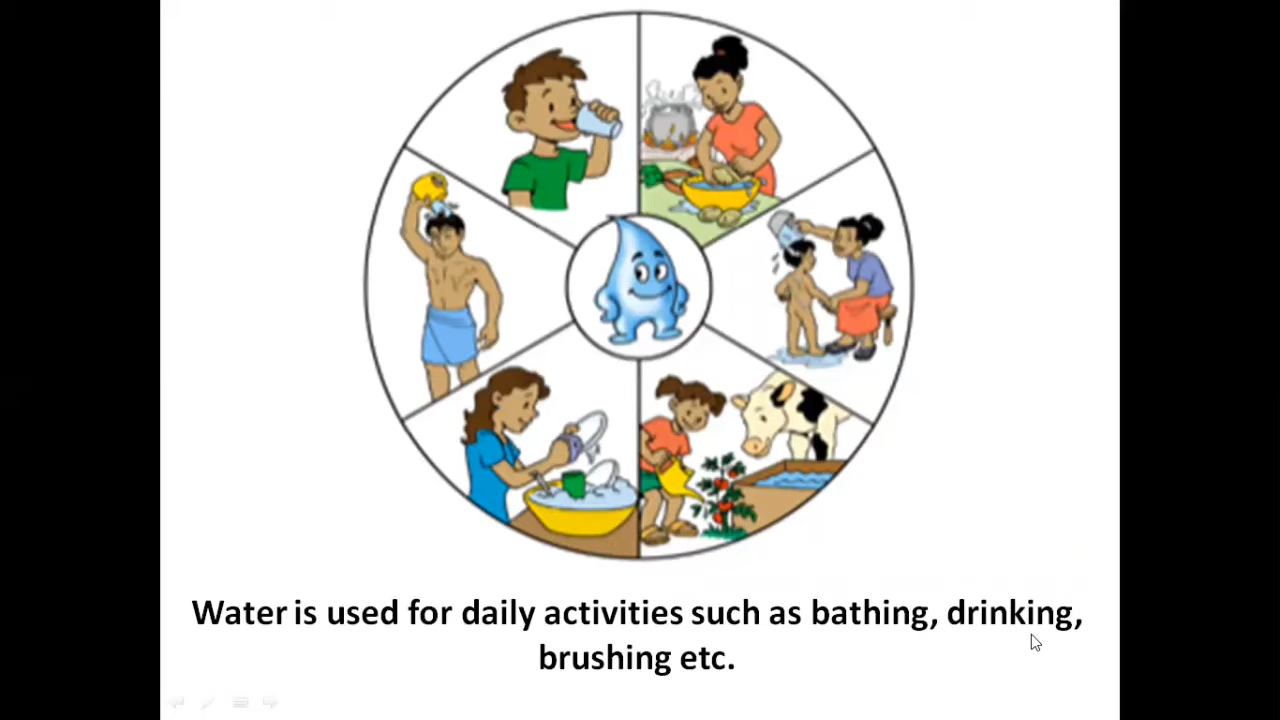 Water is used for daily activities such as bathing, drinking,
brushing etc.